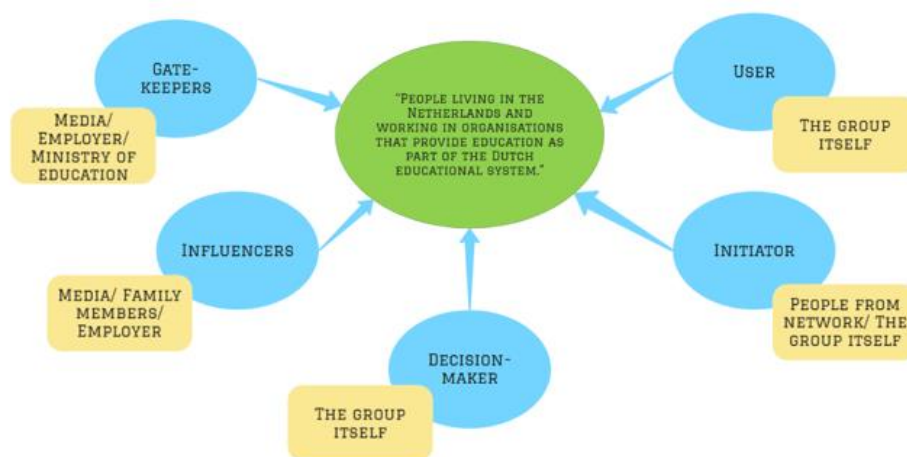 GATE-
KEEPERS
MEDIA/
EMPLOYER/
MINISTRY OF
EDUCATION
"PEOPLE LIVING IN THE
NETHERLANDS AND
WORKING IN ORGANISATIONS
THAT PROVIDE EDUCATION AS
PART OF THE DUTCH
EDUCATIONAL SYSTEM."
USER
THE GROUP
ITSELF
INFLUENCERS
MEDIA/ FAMILY
MEMBERS/
EMPLOYER
INITIATOR
PEOPLE FROM
NETWORK/ THE
GROUP ITSELF
DECISION-
MAKER
THE GROUP
ITSELF